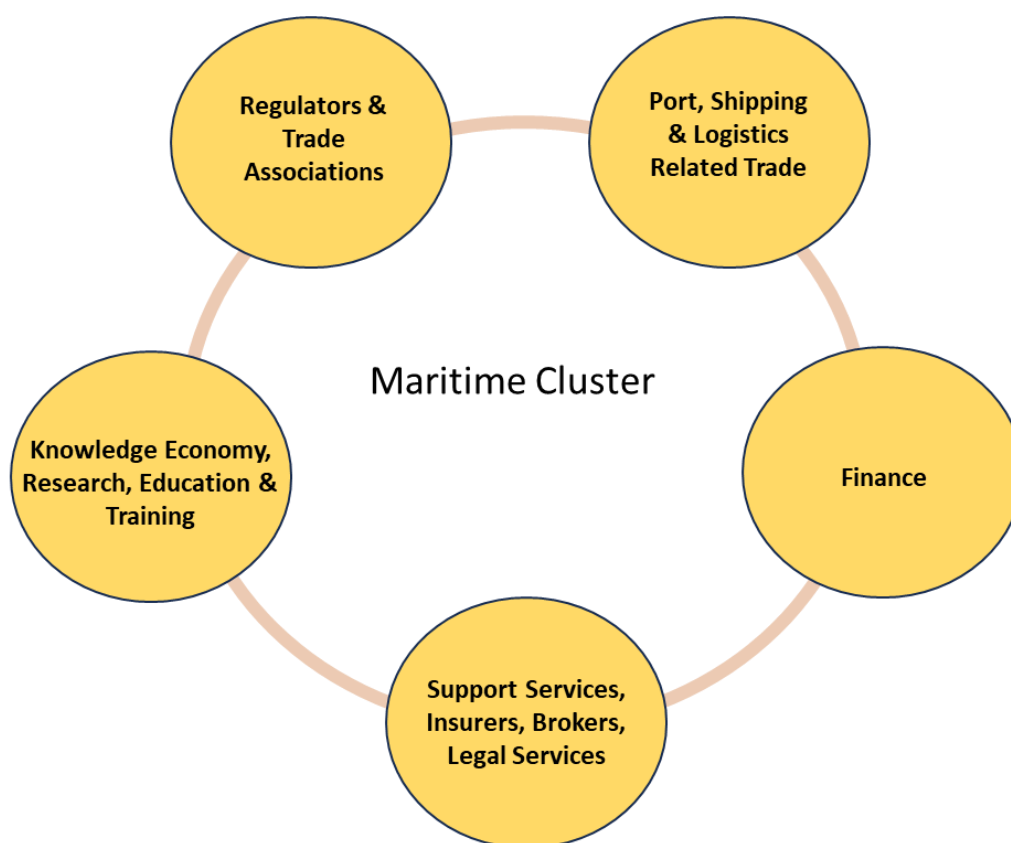 Regulators &
Trade
Associations
Port, Shipping
& Logistics
Related Trade
Maritime Cluster
Knowledge Economy,
Research, Education &
Training
Finance
Support Services,
Insurers, Brokers,
Legal Services